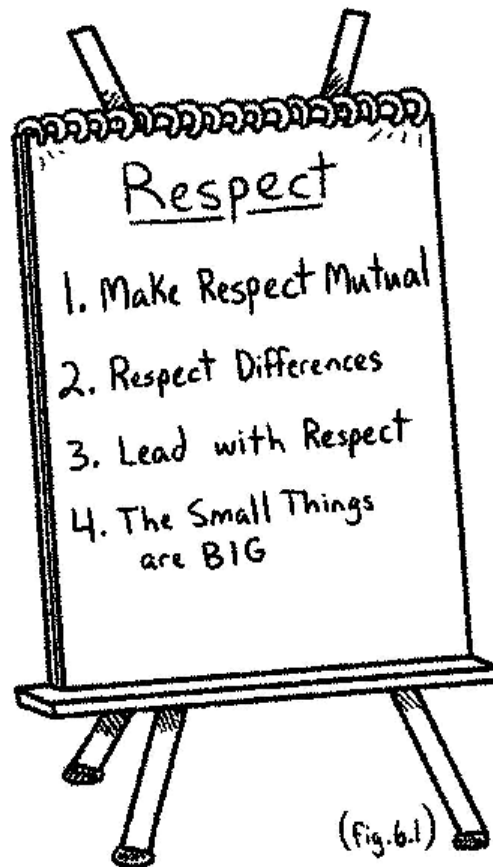 Respect
1. Make Respect Mutual
2. Respect Differences
3. Lead with Respect
4. The Small Things
are BIG
(fig.6.1)